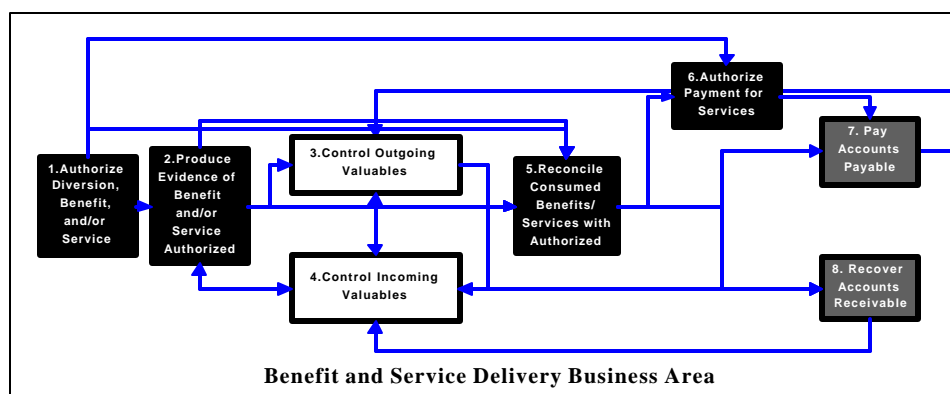 1.Authorize
Diversion,
Benefit,
and/or
Service
2.Produce
Evidence of
Benefit
and/or
Service
Authorized
3.Control Outgoing
Valuables
4.Control Incoming
Valuables
5.Reconcile
Consumed
Benefits/
Services with
Authorized
6.Authorize
Payment for
Services
7. Pay
Accounts
Payable
8. Recover
Accounts
Receivable
Benefit and Service Delivery Business Area